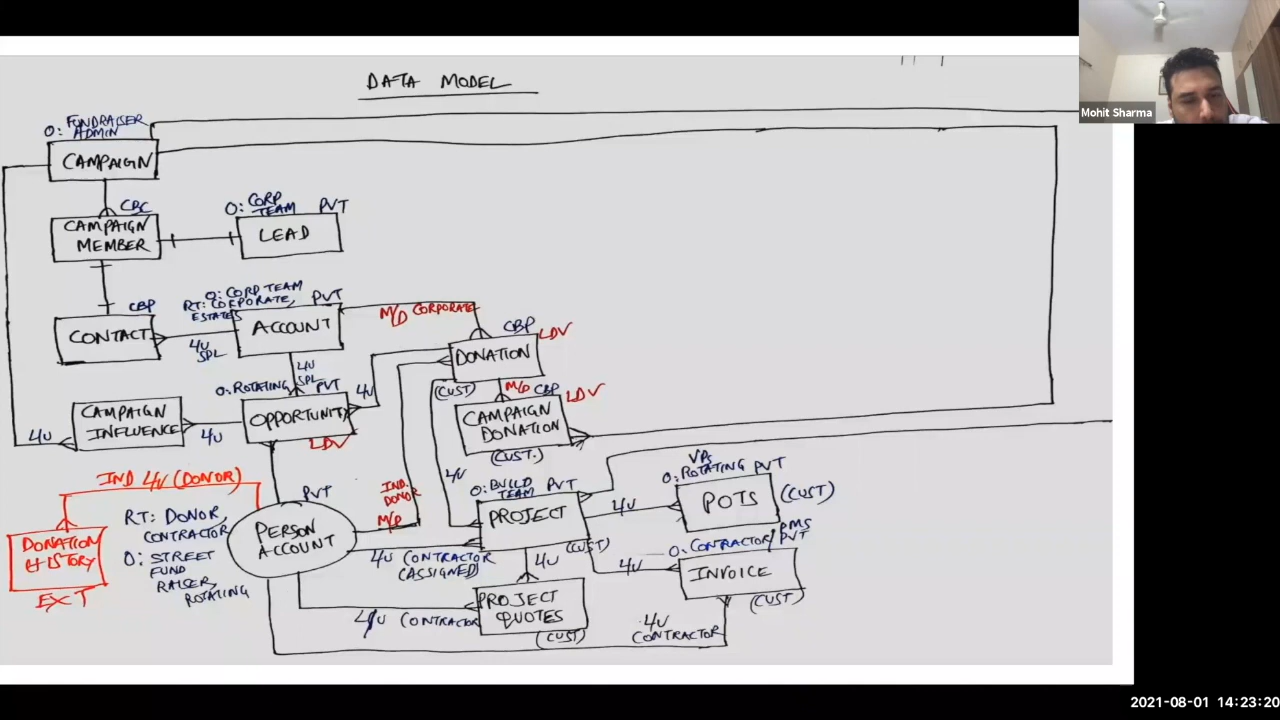 DATA MODEL
Mohit Sharma
O: FUNDRAISER
ADMIN
CAMPAIGN
CBC
CAMPAIGN
MEMBER
O: CORP
TEAM PVT
LEAD
CBP
CONTACT
4U
SPL
O: CORP TEAM
RT: CORPORATE, PVT
ESTATES
ACCOUNT
M/D CORPORATE
CBP
LDV
DONATION
(CUST)
4U
SPL
O: ROTATING PVT
4U
OPPORTUNITY
LDV
M/D CBP
LDV
CAMPAIGN
DONATION
(CUST.)
CAMPAIGN
INFLUENCE
4U
4U
IND 4U (DONOR)
DONATION
HISTORY
EXT
RT: DONOR,
CONTRACTOR
O: STREET
FUND
RAISER,
ROTATING
PVT
PERSON
ACCOUNT
IND.
DONOR
M/D
4U
O: BUILD PVT
TEAM
PROJECT
(CUST)
4U CONTRACTOR
(ASSIGNED)
4U
VPs
O: ROTATING PVT
POTS
(CUST)
O: CONTRACTOR/PMS
PVT
4U
INVOICE
(CUST)
4U
PROJECT
QUOTES
(CUST)
4U CONTRACTOR
4U
CONTRACTOR
2021-08-01 14:23:20